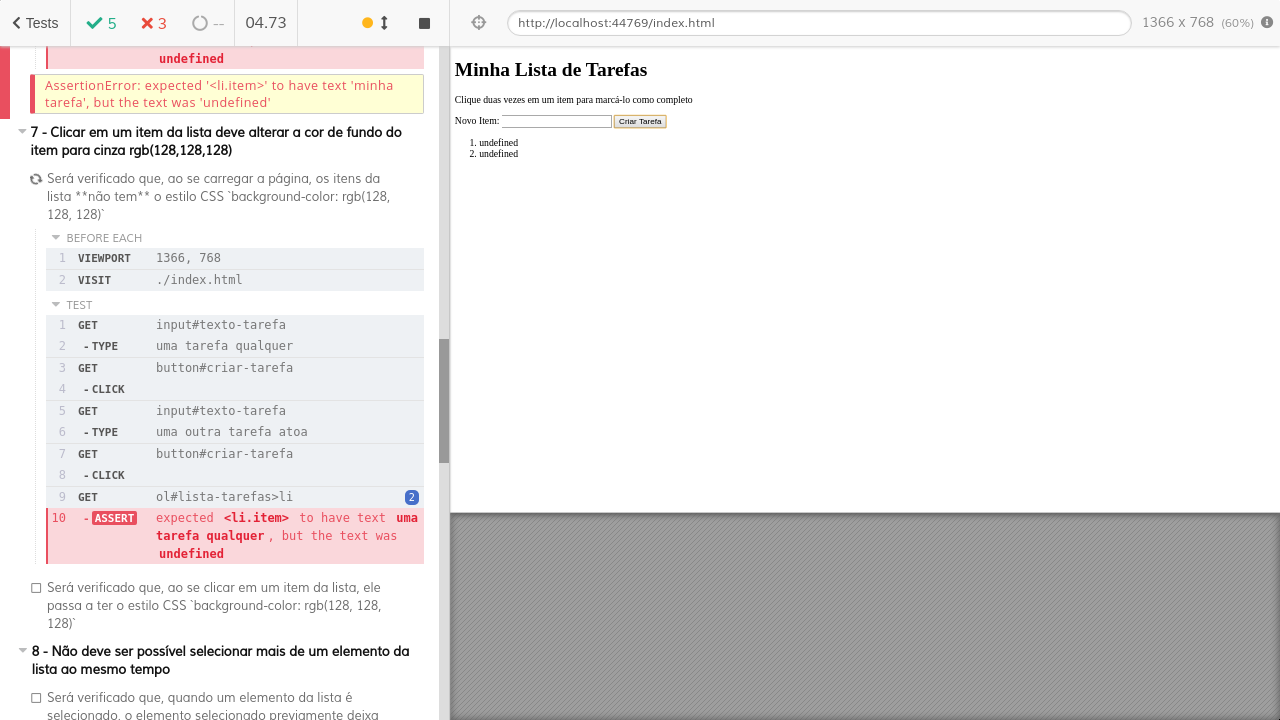 Tests
5
3
--
04.73
http://localhost:44769/index.html
1366 x 768 (60%)
undefined
AssertionError: expected '<li.item>' to have text 'minha
tarefa', but the text was 'undefined'
7 - Clicar em um item da lista deve alterar a cor de fundo do
item para cinza rgb(128,128,128)
Será verificado que, ao se carregar a página, os itens da
lista **não tem** o estilo CSS `background-color: rgb(128,
128, 128)`
BEFORE EACH
1 VIEWPORT 1366, 768
2 VISIT ./index.html
TEST
1 GET input#texto-tarefa
2 - TYPE uma tarefa qualquer
3 GET button#criar-tarefa
4 - CLICK
5 GET input#texto-tarefa
6 - TYPE uma outra tarefa atoa
7 GET button#criar-tarefa
8 - CLICK
9 GET ol#lista-tarefas>li 2
10 - ASSERT expected <li.item> to have text uma
tarefa qualquer , but the text was
undefined
Será verificado que, ao se clicar em um item da lista, ele
passa a ter o estilo CSS `background-color: rgb(128, 128,
128)`
8 - Não deve ser possível selecionar mais de um elemento da
lista ao mesmo tempo
Será verificado que, quando um elemento da lista é
selecionado, o elemento selecionado previamente deixa
Minha Lista de Tarefas
Clique duas vezes em um item para marcá-lo como completo
Novo Item: Criar Tarefa
1. undefined
2. undefined